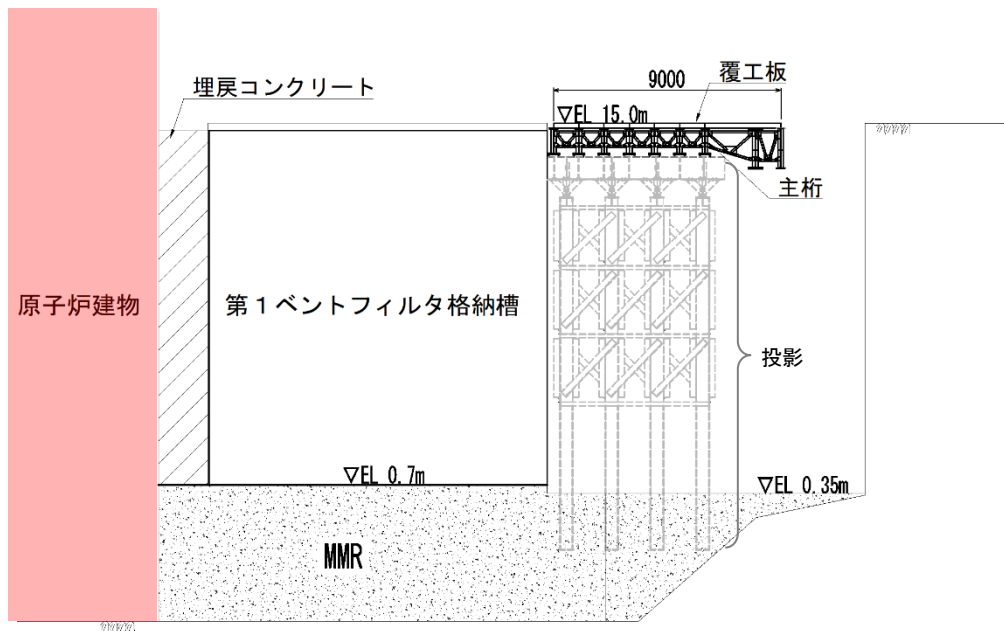 覆工板
9000
埋戻コンクリート
▽EL 15.0m
主桁
原子炉建物
第1ベントフィルタ格納槽
投影
▽EL 0.7m
▽EL 0.35m
MMR